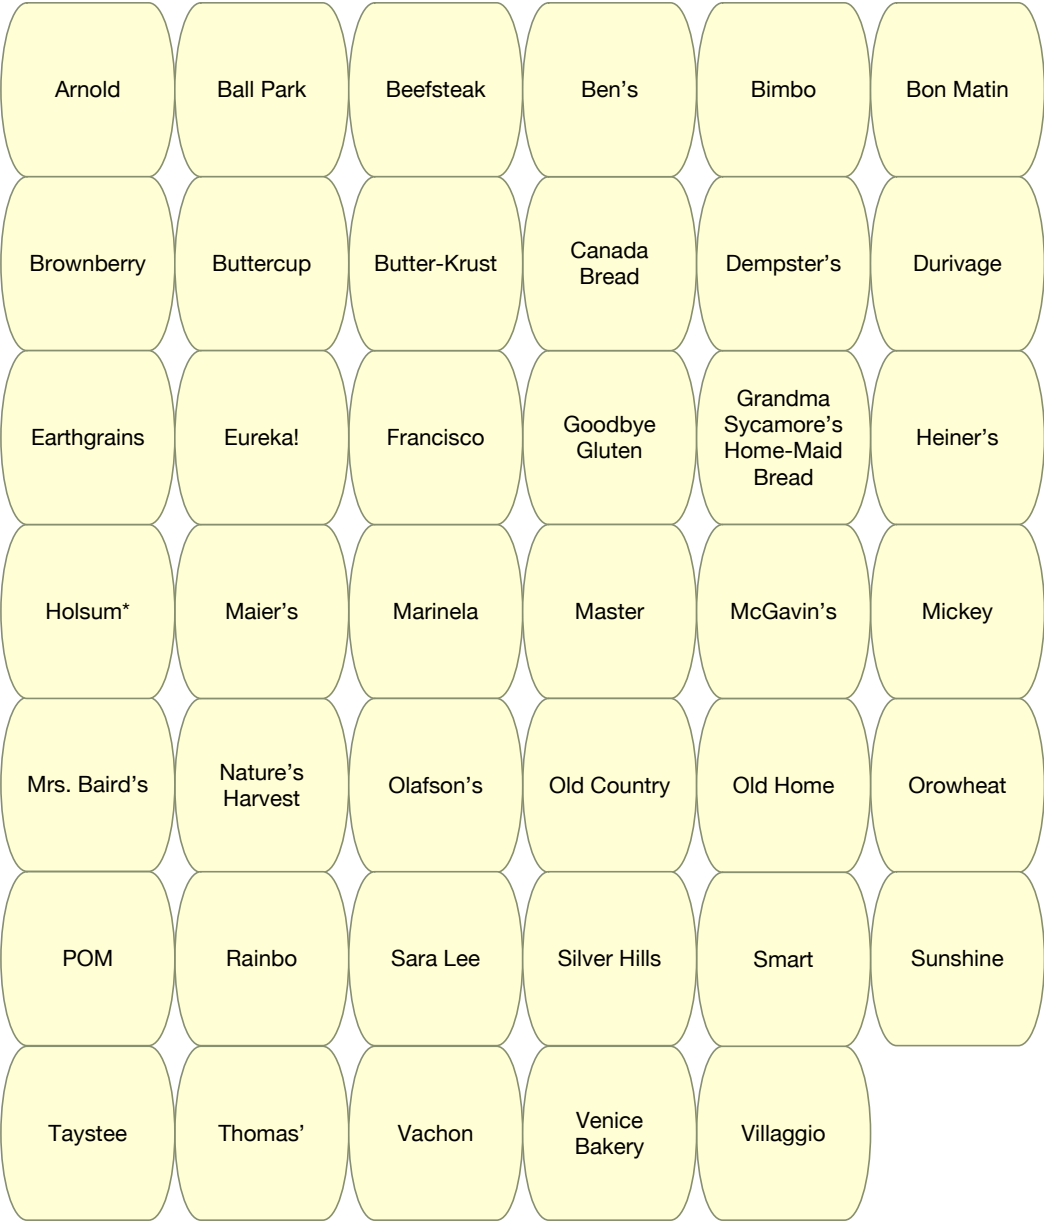 Arnold
Ball Park
Beefsteak
Ben’s
Bimbo
Bon Matin
Brownberry
Buttercup
Butter-Krust
Canada
Bread
Dempster’s
Durivage
Earthgrains
Eureka!
Francisco
Goodbye
Gluten
Grandma
Sycamore’s
Home-Maid
Bread
Heiner’s
Holsum*
Maier’s
Marinela
Master
McGavin’s
Mickey
Mrs. Baird’s
Nature’s
Harvest
Olafson’s
Old Country
Old Home
Orowheat
POM
Rainbo
Sara Lee
Silver Hills
Smart
Sunshine
Taystee
Thomas’
Vachon
Venice
Bakery
Villaggio